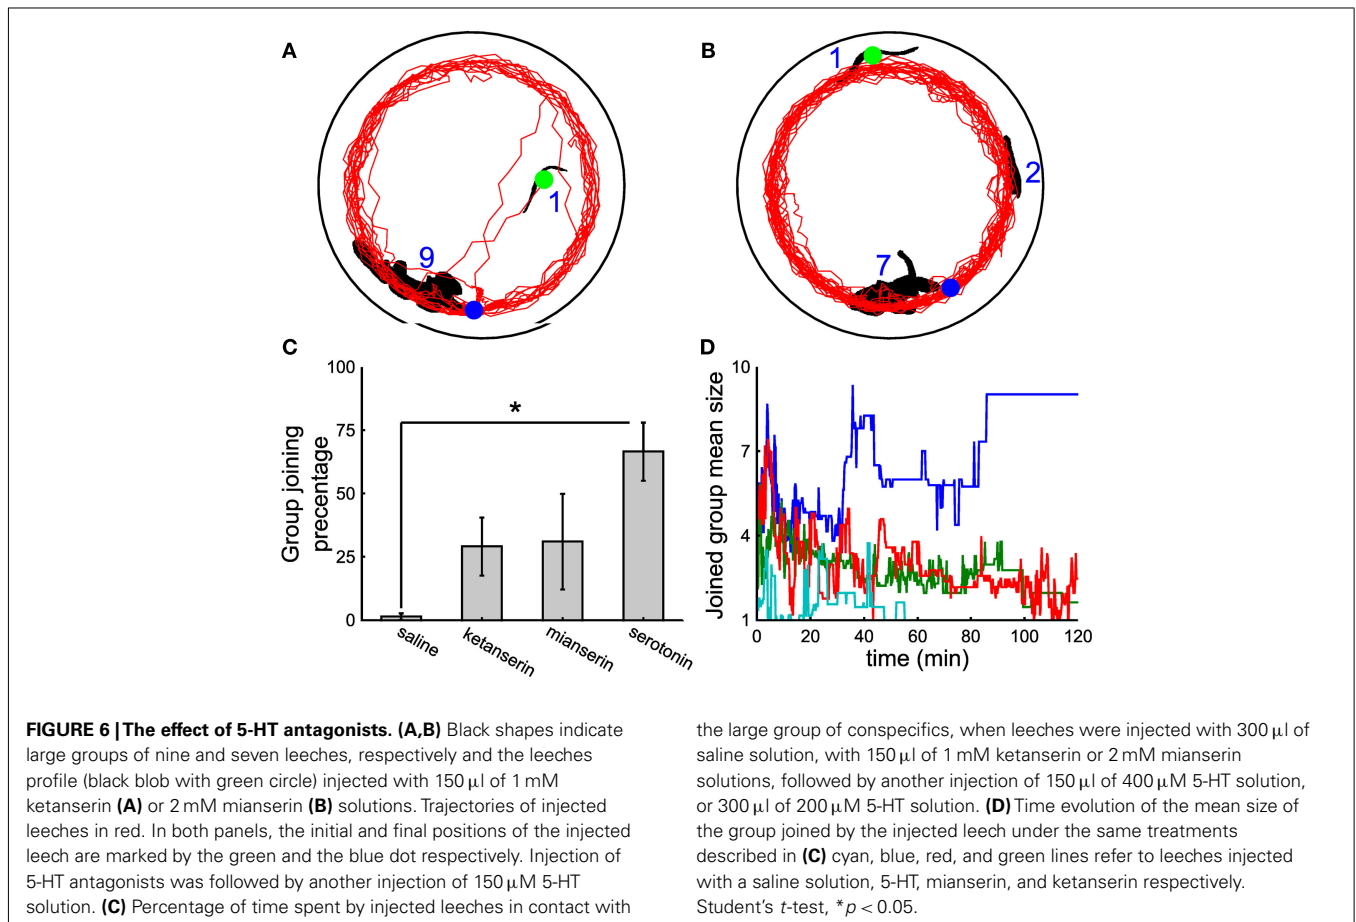 A
1
9
B
1
2
7
C
Group joining
precentage
100
75
50
25
0
*
saline
ketanserin
mianserin
serotonin
D
Joined group mean size
10
7
4
1
0
20
40
60
80
100
120
time (min)
FIGURE 6 | The effect of 5-HT antagonists. (A,B) Black shapes indicate
large groups of nine and seven leeches, respectively and the leeches
profile (black blob with green circle) injected with 150 μl of 1 mM
ketanserin (A) or 2 mM mianserin (B) solutions. Trajectories of injected
leeches in red. In both panels, the initial and final positions of the injected
leech are marked by the green and the blue dot respectively. Injection of
5-HT antagonists was followed by another injection of 150 μM 5-HT
solution. (C) Percentage of time spent by injected leeches in contact with
the large group of conspecifics, when leeches were injected with 300 μl of
saline solution, with 150 μl of 1 mM ketanserin or 2 mM mianserin
solutions, followed by another injection of 150 μl of 400 μM 5-HT solution,
or 300 μl of 200 μM 5-HT solution. (D) Time evolution of the mean size of
the group joined by the injected leech under the same treatments
described in (C) cyan, blue, red, and green lines refer to leeches injected
with a saline solution, 5-HT, mianserin, and ketanserin respectively.
Student's t-test, *p < 0.05.